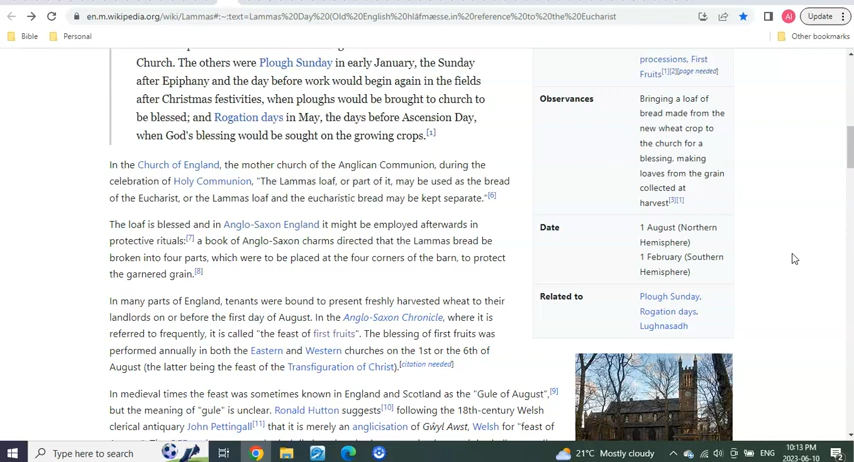 en.m.wikipedia.org/wiki/Lammas#:~:text=Lammas%20Day%20(Old%20English%20hlāfmæsse,in%20reference%20to%20the%20Eucharist
AI
Update
Bible
Personal
Other bookmarks
Church. The others were Plough Sunday in early January, the Sunday
after Epiphany and the day before work would begin again in the fields
after Christmas festivities, when ploughs would be brought to church to
be blessed; and Rogation days in May, the days before Ascension Day,
when God's blessing would be sought on the growing crops.[1]
In the Church of England, the mother church of the Anglican Communion, during the
celebration of Holy Communion, "The Lammas loaf, or part of it, may be used as the bread
of the Eucharist, or the Lammas loaf and the eucharistic bread may be kept separate."[6]
The loaf is blessed and in Anglo-Saxon England it might be employed afterwards in
protective rituals:[7] a book of Anglo-Saxon charms directed that the Lammas bread be
broken into four parts, which were to be placed at the four corners of the barn, to protect
the garnered grain.[8]
In many parts of England, tenants were bound to present freshly harvested wheat to their
landlords on or before the first day of August. In the Anglo-Saxon Chronicle, where it is
referred to frequently, it is called "the feast of first fruits". The blessing of first fruits was
performed annually in both the Eastern and Western churches on the 1st or the 6th of
August (the latter being the feast of the Transfiguration of Christ).[citation needed]
In medieval times the feast was sometimes known in England and Scotland as the "Gule of August",[9]
but the meaning of "gule" is unclear. Ronald Hutton suggests[10] following the 18th-century Welsh
clerical antiquary John Pettingall[11] that it is merely an anglicisation of Gŵyl Awst, Welsh for "feast of
processions, First
Fruits[1][2][page needed]
Observances
Bringing a loaf of
bread made from the
new wheat crop to
the church for a
blessing, making
loaves from the grain
collected at
harvest[3][1]
Date
1 August (Northern
Hemisphere)
1 February (Southern
Hemisphere)
Related to
Plough Sunday,
Rogation days,
Lughnasadh
Type here to search
21°C Mostly cloudy
ENG
10:13 PM
2023-06-10
2